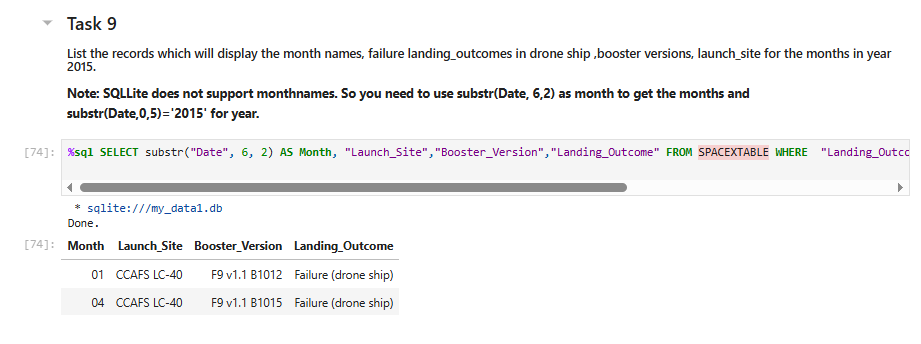 Task 9
List the records which will display the month names, failure landing_outcomes in drone ship ,booster versions, launch_site for the months in year
2015.
Note: SQLLite does not support monthnames. So you need to use substr(Date, 6,2) as month to get the months and
substr(Date,0,5)='2015' for year.
[74]: %sql SELECT substr("Date", 6, 2) AS Month, "Launch_Site","Booster_Version","Landing_Outcome" FROM SPACEXTABLE WHERE "Landing_Outco
* sqlite:///my_data1.db
Done.
[74]: Month Launch_Site Booster_Version Landing_Outcome
01 CCAFS LC-40 F9 v1.1 B1012 Failure (drone ship)
04 CCAFS LC-40 F9 v1.1 B1015 Failure (drone ship)